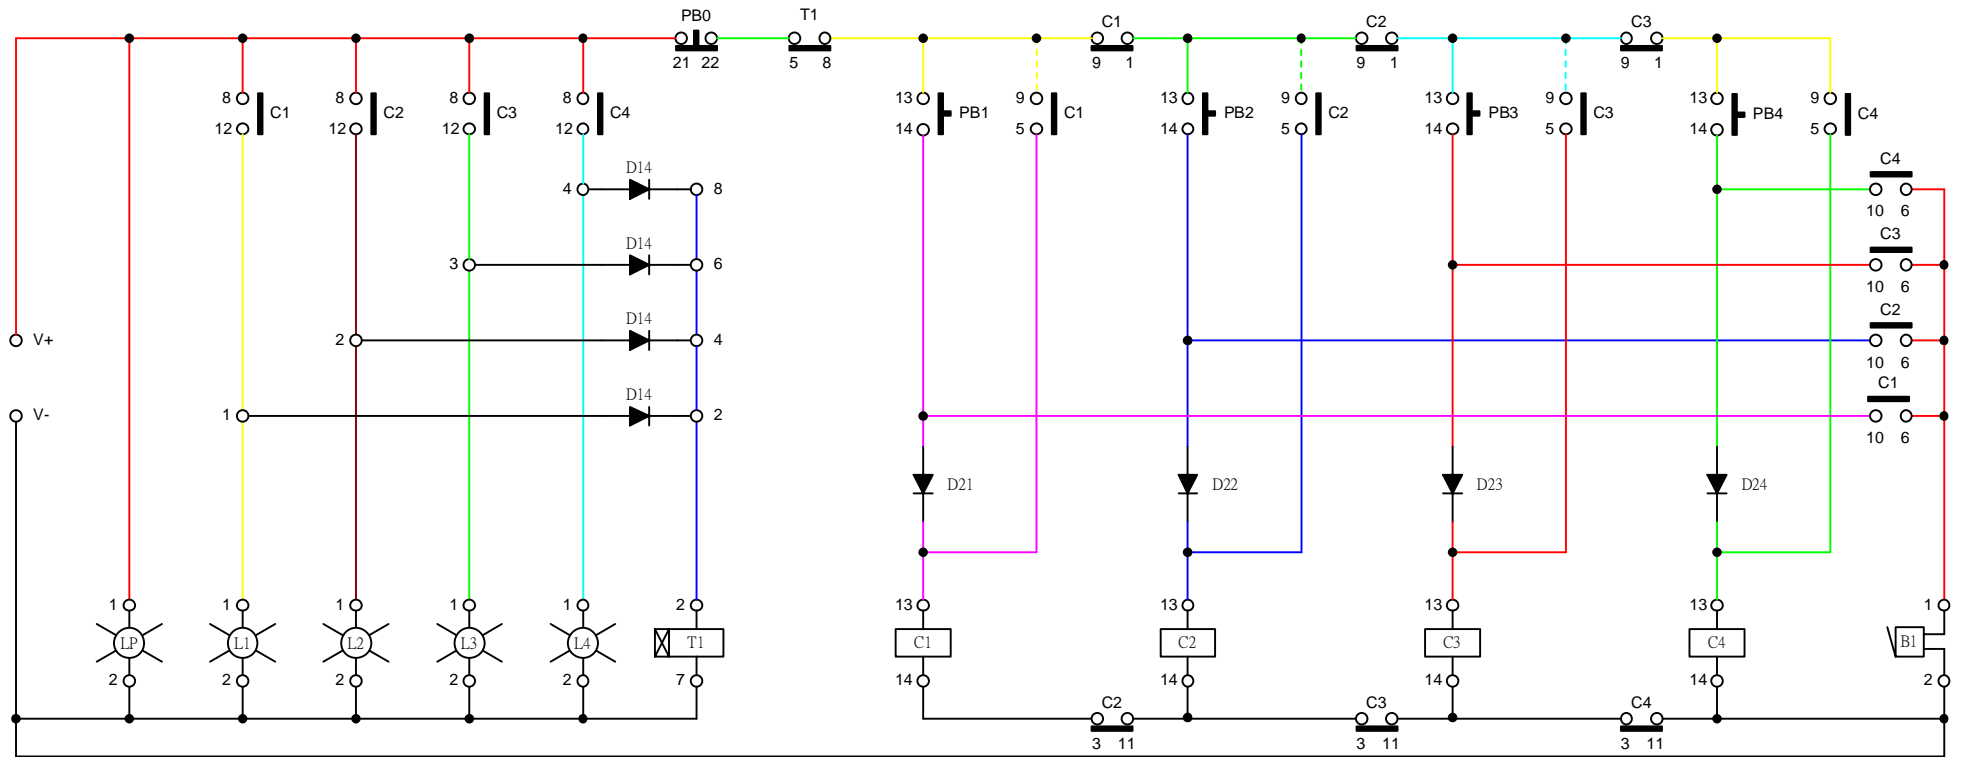 PB0 T1 C1 C2 C3
21 22 5 8 9 1 9 1 9 1
8 8 8 8 13 9 13 9 13 9 13 9
C1 C2 C3 C4 PB1 C1 PB2 C2 PB3 C3 PB4 C4
12 12 12 12 14 5 14 5 14 5 14 5
C4
D14
4 8
10 6
C3
D14
3 6
10 6
C2
V+ D14
2 4
10 6
C1
V- D14
1 2
10 6
D21 D22 D23 D24
1 1 1 1 1 2 13 13 13 13 1
LP L1 L2 L3 L4 T1 C1 C2 C3 C4 B1
2 2 2 2 2 7 14 14 14 14 2
C2 C3 C4
3 11 3 11 3 11